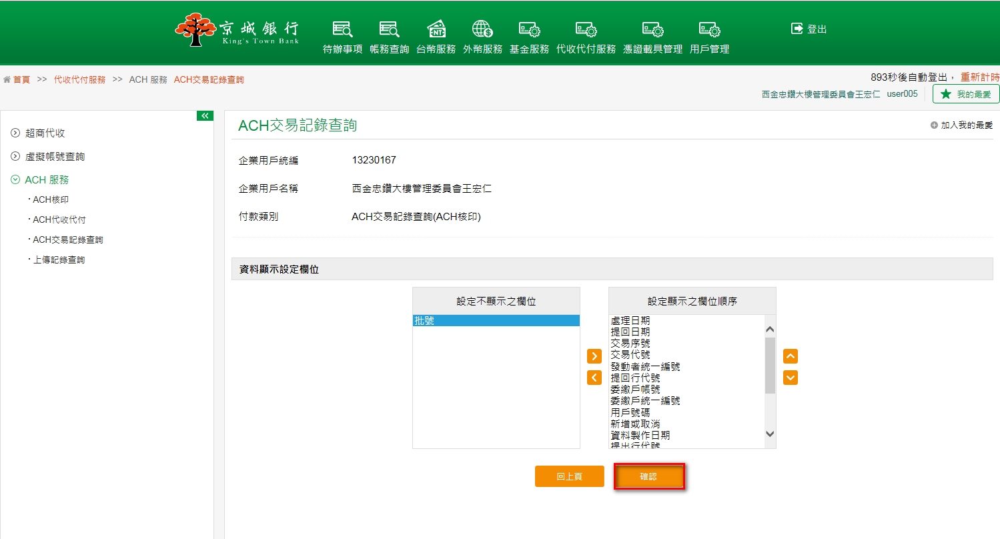 京城銀行
King's Town Bank
待辦事項 帳務查詢 台幣服務 外幣服務 基金服務 代收代付服務 憑證載具管理 用戶管理
NT
$
登出
首頁 >> 代收代付服務 >> ACH 服務 ACH交易記錄查詢
893秒後自動登出， 重新計時
西金忠鑽大樓管理委員會王宏仁 user005
我的最愛
超商代收
虛擬帳號查詢
ACH 服務
ACH核印
ACH代收代付
ACH交易記錄查詢
上傳記錄查詢
ACH交易記錄查詢
加入我的最愛
企業用戶統編 13230167
企業用戶名稱 西金忠鑽大樓管理委員會王宏仁
付款類別 ACH交易記錄查詢(ACH核印)
資料顯示設定欄位
設定不顯示之欄位
批號
設定顯示之欄位順序
處理日期
提回日期
交易序號
交易代號
發動者統一編號
提回行代號
委繳戶帳號
委繳戶統一編號
用戶號碼
新增或取消
資料製作日期
提出行代號
回上頁 確認